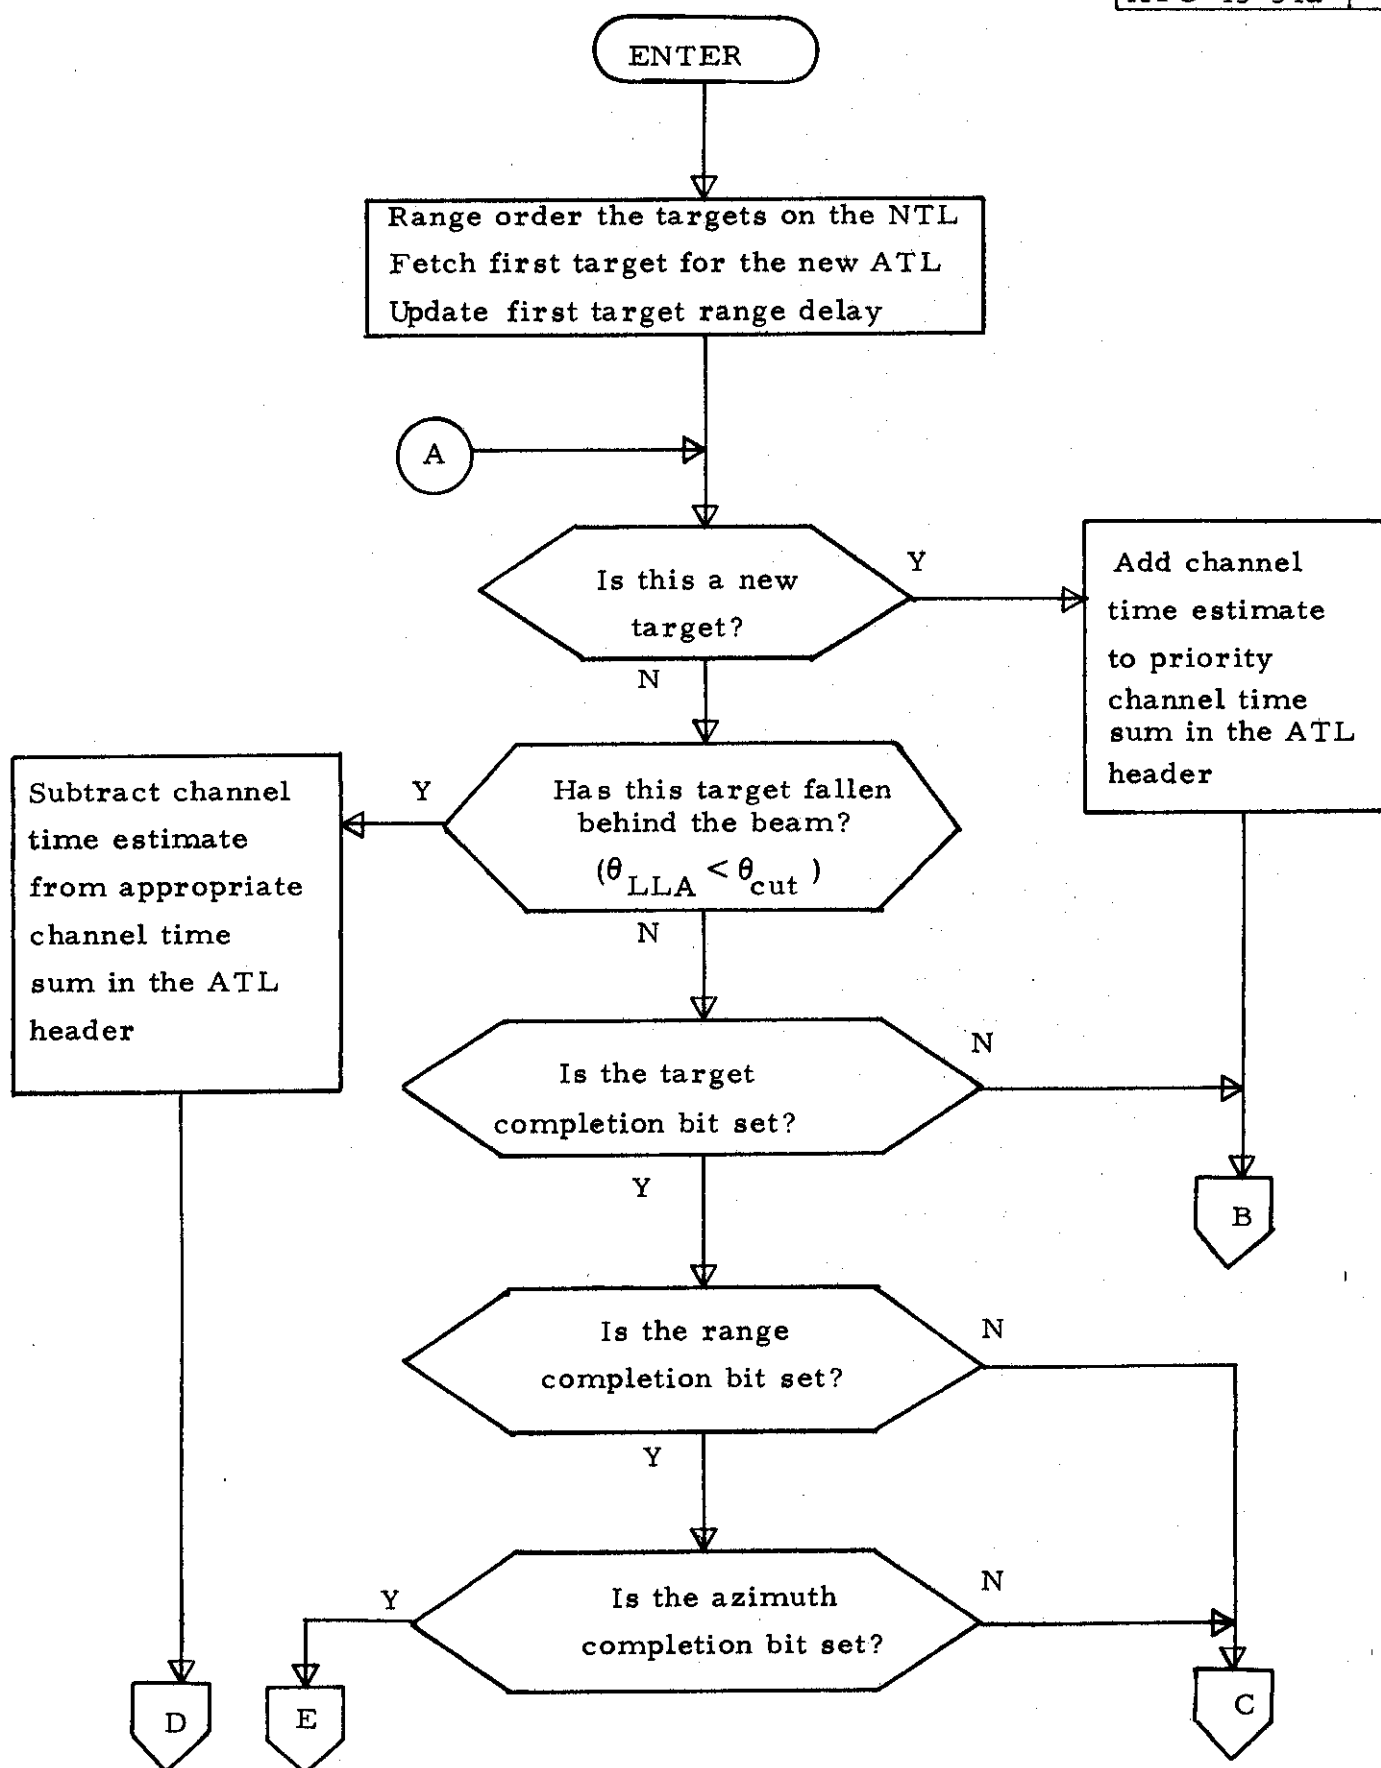 ENTER
Range order the targets on the NTL
Fetch first target for the new ATL
Update first target range delay
A
Is this a new
target?
Y
N
Add channel
time estimate
to priority
channel time
sum in the ATL
header
Has this target fallen
behind the beam?
(θLLA < θcut )
Y
N
Subtract channel
time estimate
from appropriate
channel time
sum in the ATL
header
Is the target
completion bit set?
N
Y
B
Is the range
completion bit set?
N
Y
Is the azimuth
completion bit set?
Y
N
D
E
C